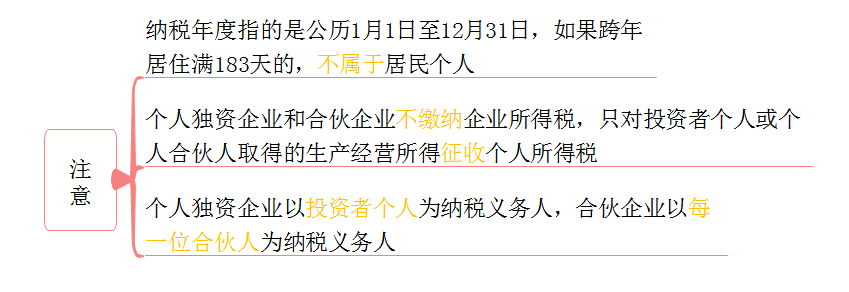 纳税年度指的是公历1月1日至12月31日，如果跨年
居住满183天的，不属于居民个人
个人独资企业和合伙企业不缴纳企业所得税，只对投资者个人或个
人合伙人取得的生产经营所得征收个人所得税
注
意
个人独资企业以投资者个人为纳税义务人，合伙企业以每
一位合伙人为纳税义务人